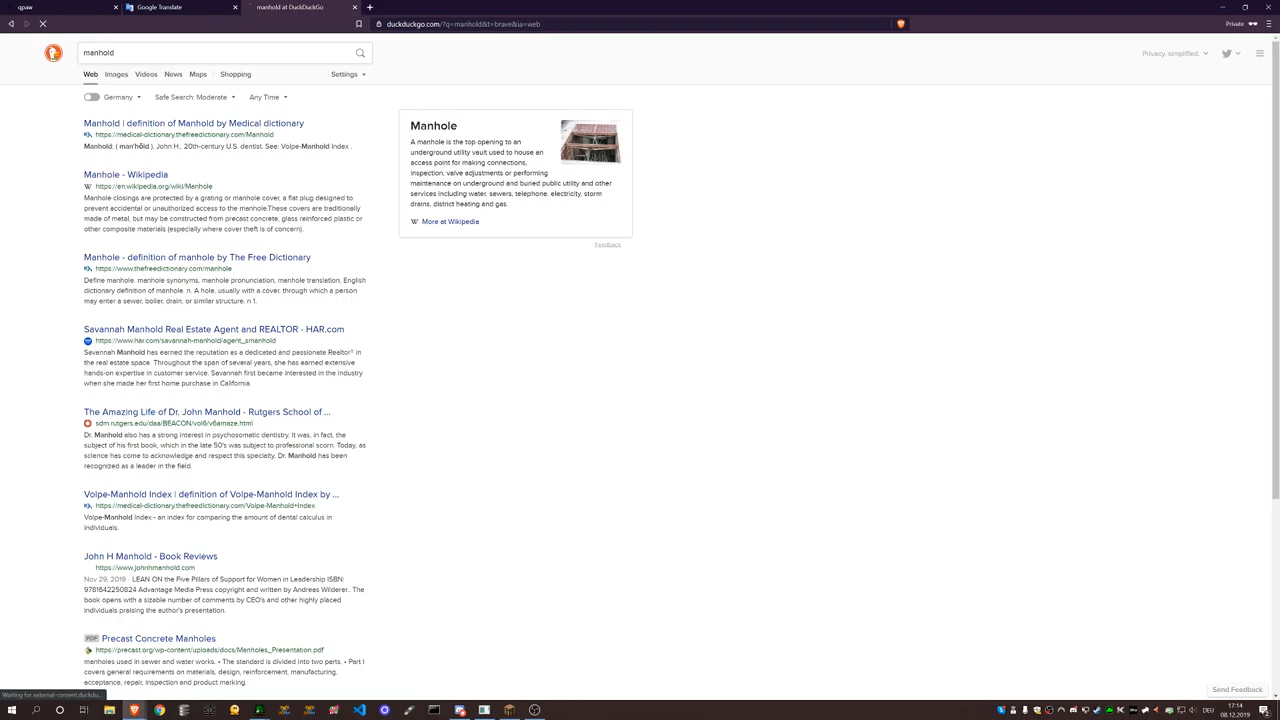 qpaw
Google Translate
manhold at DuckDuckGo
duckduckgo.com/?q=manhold&t=brave&ia=web
Private
manhold
Privacy, simplified.
Web Images Videos News Maps Shopping Settings
Germany Safe Search: Moderate Any Time
Manhold | definition of Manhold by Medical dictionary
https://medical-dictionary.thefreedictionary.com/Manhold
Manhold: ( man'hōld ), John H., 20th-century U.S. dentist. See: Volpe-Manhold Index .
Manhole - Wikipedia
https://en.wikipedia.org/wiki/Manhole
Manhole closings are protected by a grating or manhole cover, a flat plug designed to
prevent accidental or unauthorized access to the manhole.These covers are traditionally
made of metal, but may be constructed from precast concrete, glass reinforced plastic or
other composite materials (especially where cover theft is of concern).
Manhole - definition of manhole by The Free Dictionary
https://www.thefreedictionary.com/manhole
Define manhole. manhole synonyms, manhole pronunciation, manhole translation, English
dictionary definition of manhole. n. A hole, usually with a cover, through which a person
may enter a sewer, boiler, drain, or similar structure. n 1.
Savannah Manhold Real Estate Agent and REALTOR - HAR.com
https://www.har.com/savannah-manhold/agent_smanhold
Savannah Manhold has earned the reputation as a dedicated and passionate Realtor® in
the real estate space. Throughout the span of several years, she has earned extensive
hands-on expertise in customer service. Savannah first became interested in the industry
when she made her first home purchase in California.
The Amazing Life of Dr. John Manhold - Rutgers School of ...
sdm.rutgers.edu/daa/BEACON/vol6/v6amaze.html
Dr. Manhold also has a strong interest in psychosomatic dentistry. It was, in fact, the
subject of his first book, which in the late 50's was subject to professional scorn. Today, as
science has come to acknowledge and respect this specialty, Dr. Manhold has been
recognized as a leader in the field.
Volpe-Manhold Index | definition of Volpe-Manhold Index by ...
https://medical-dictionary.thefreedictionary.com/Volpe-Manhold+Index
Volpe-Manhold Index - an index for comparing the amount of dental calculus in
individuals.
John H Manhold - Book Reviews
https://www.johnhmanhold.com
Nov 29, 2019 · LEAN ON the Five Pillars of Support for Women in Leadership ISBN:
9781642250824 Advantage Media Press copyright and written by Andreas Wilderer.. The
book opens with a sizable number of comments by CEO's and other highly placed
individuals praising the author's presentation.
PDF Precast Concrete Manholes
https://precast.org/wp-content/uploads/docs/Manholes_Presentation.pdf
manholes used in sewer and water works. • The standard is divided into two parts. • Part I
covers general requirements on materials, design, reinforcement, manufacturing,
acceptance, repair, inspection and product marking.
Manhole
A manhole is the top opening to an
underground utility vault used to house an
access point for making connections,
inspection, valve adjustments or performing
maintenance on underground and buried public utility and other
services including water, sewers, telephone, electricity, storm
drains, district heating and gas.
W More at Wikipedia
Feedback
Send Feedback
Waiting for external-content.duckdu...
DEU
17:14
08.12.2019